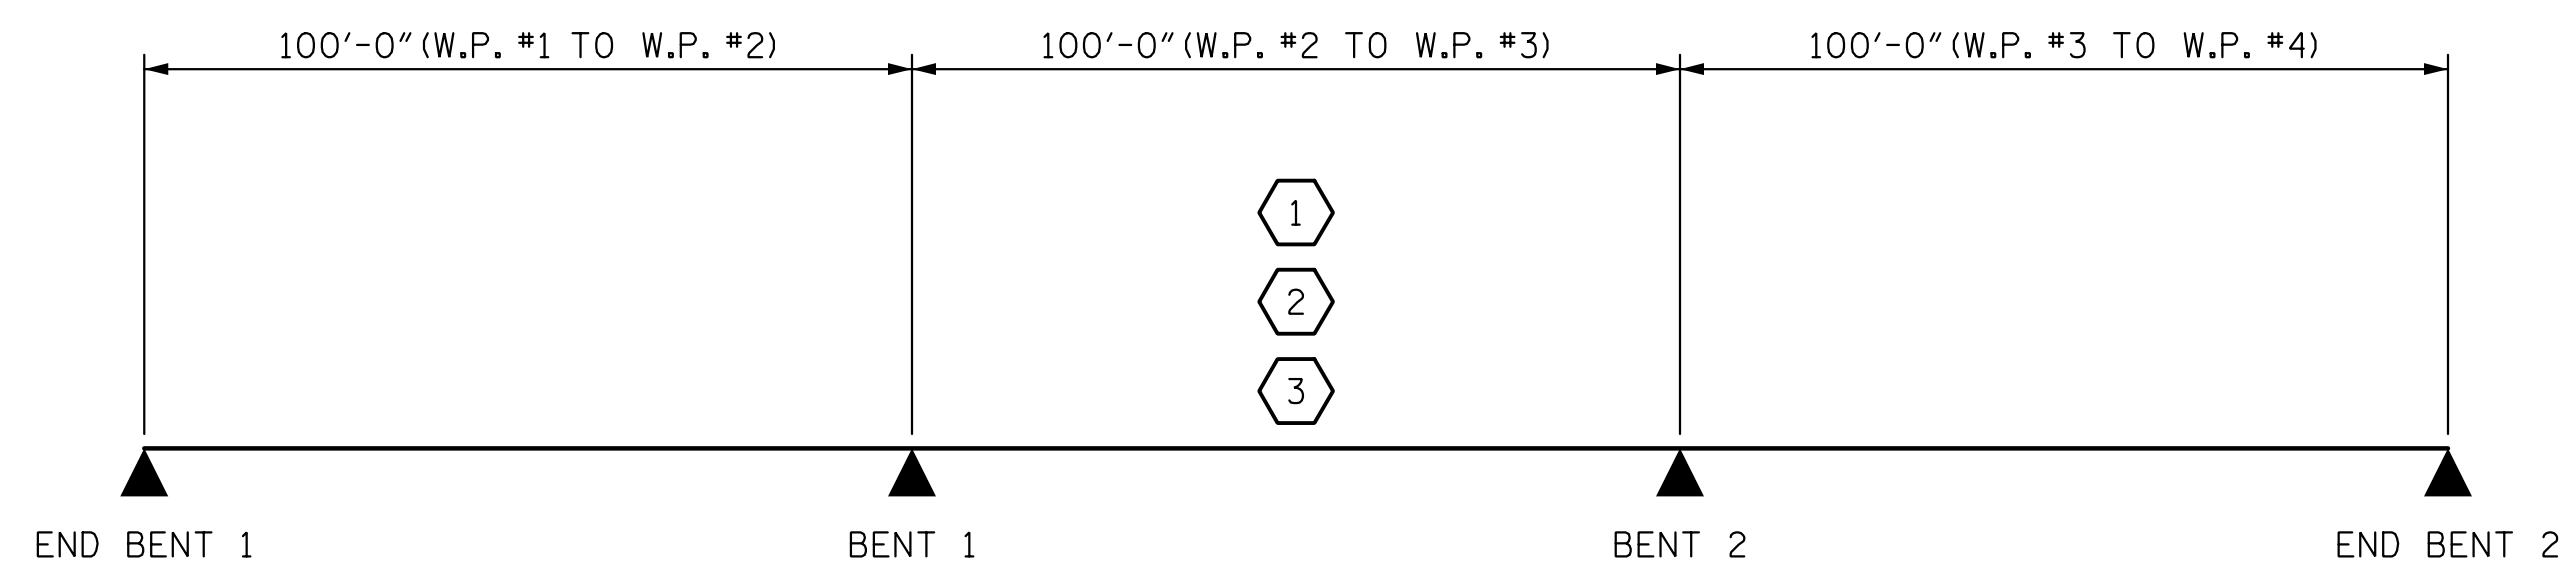 100'-0"(W.P. #1 TO W.P. #2)
100'-0"(W.P. #2 TO W.P. #3)
100'-0"(W.P. #3 TO W.P. #4)
1
2
3
END BENT 1
BENT 1
BENT 2
END BENT 2